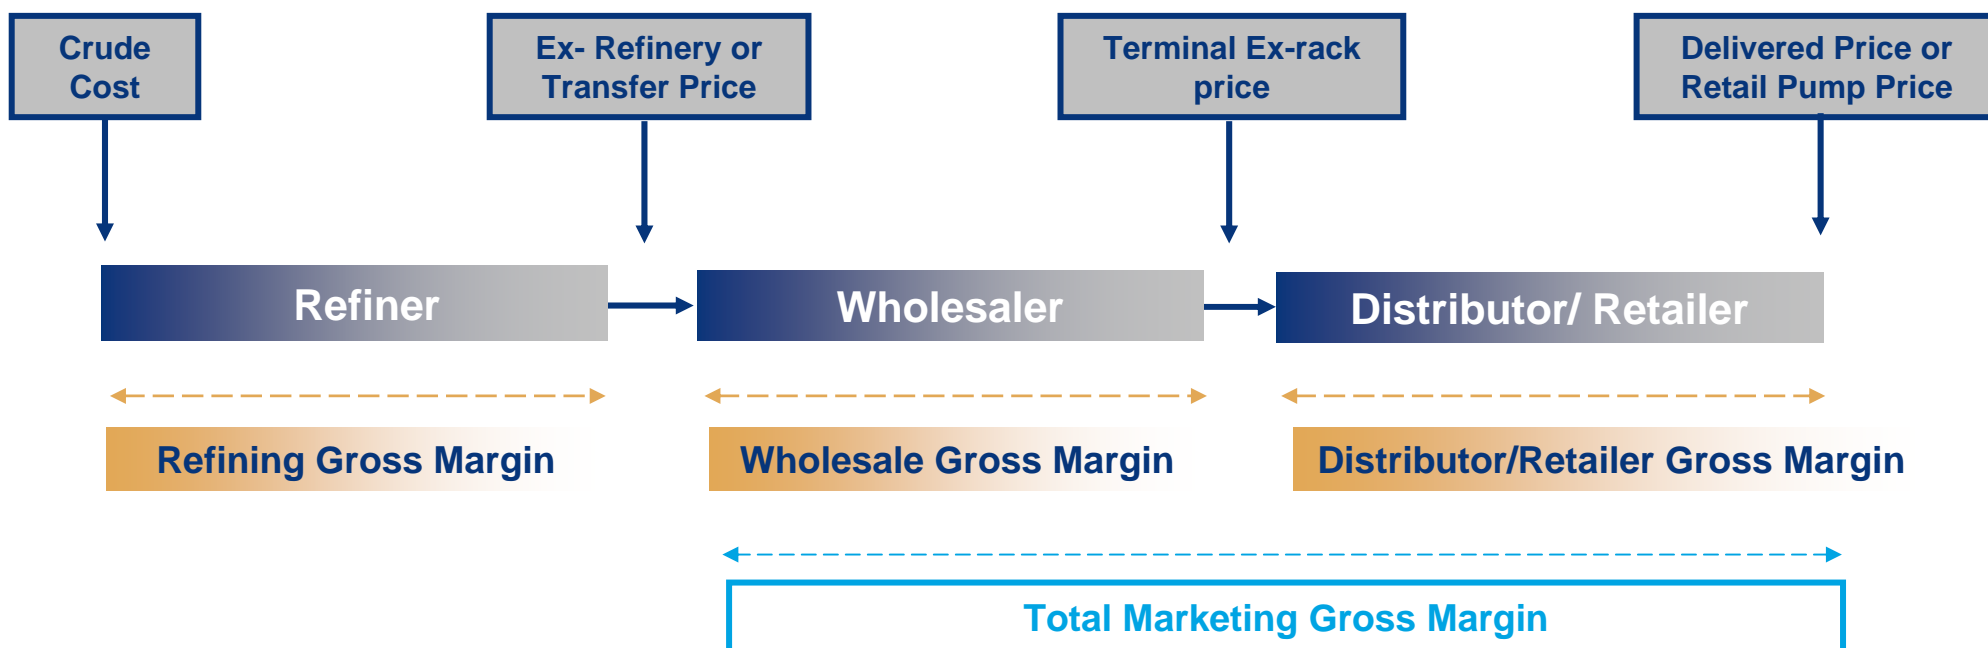 Crude
Cost
Ex- Refinery or
Transfer Price
Terminal Ex-rack
price
Delivered Price or
Retail Pump Price
Refiner
Wholesaler
Distributor/ Retailer
Refining Gross Margin
Wholesale Gross Margin
Distributor/Retailer Gross Margin
Total Marketing Gross Margin